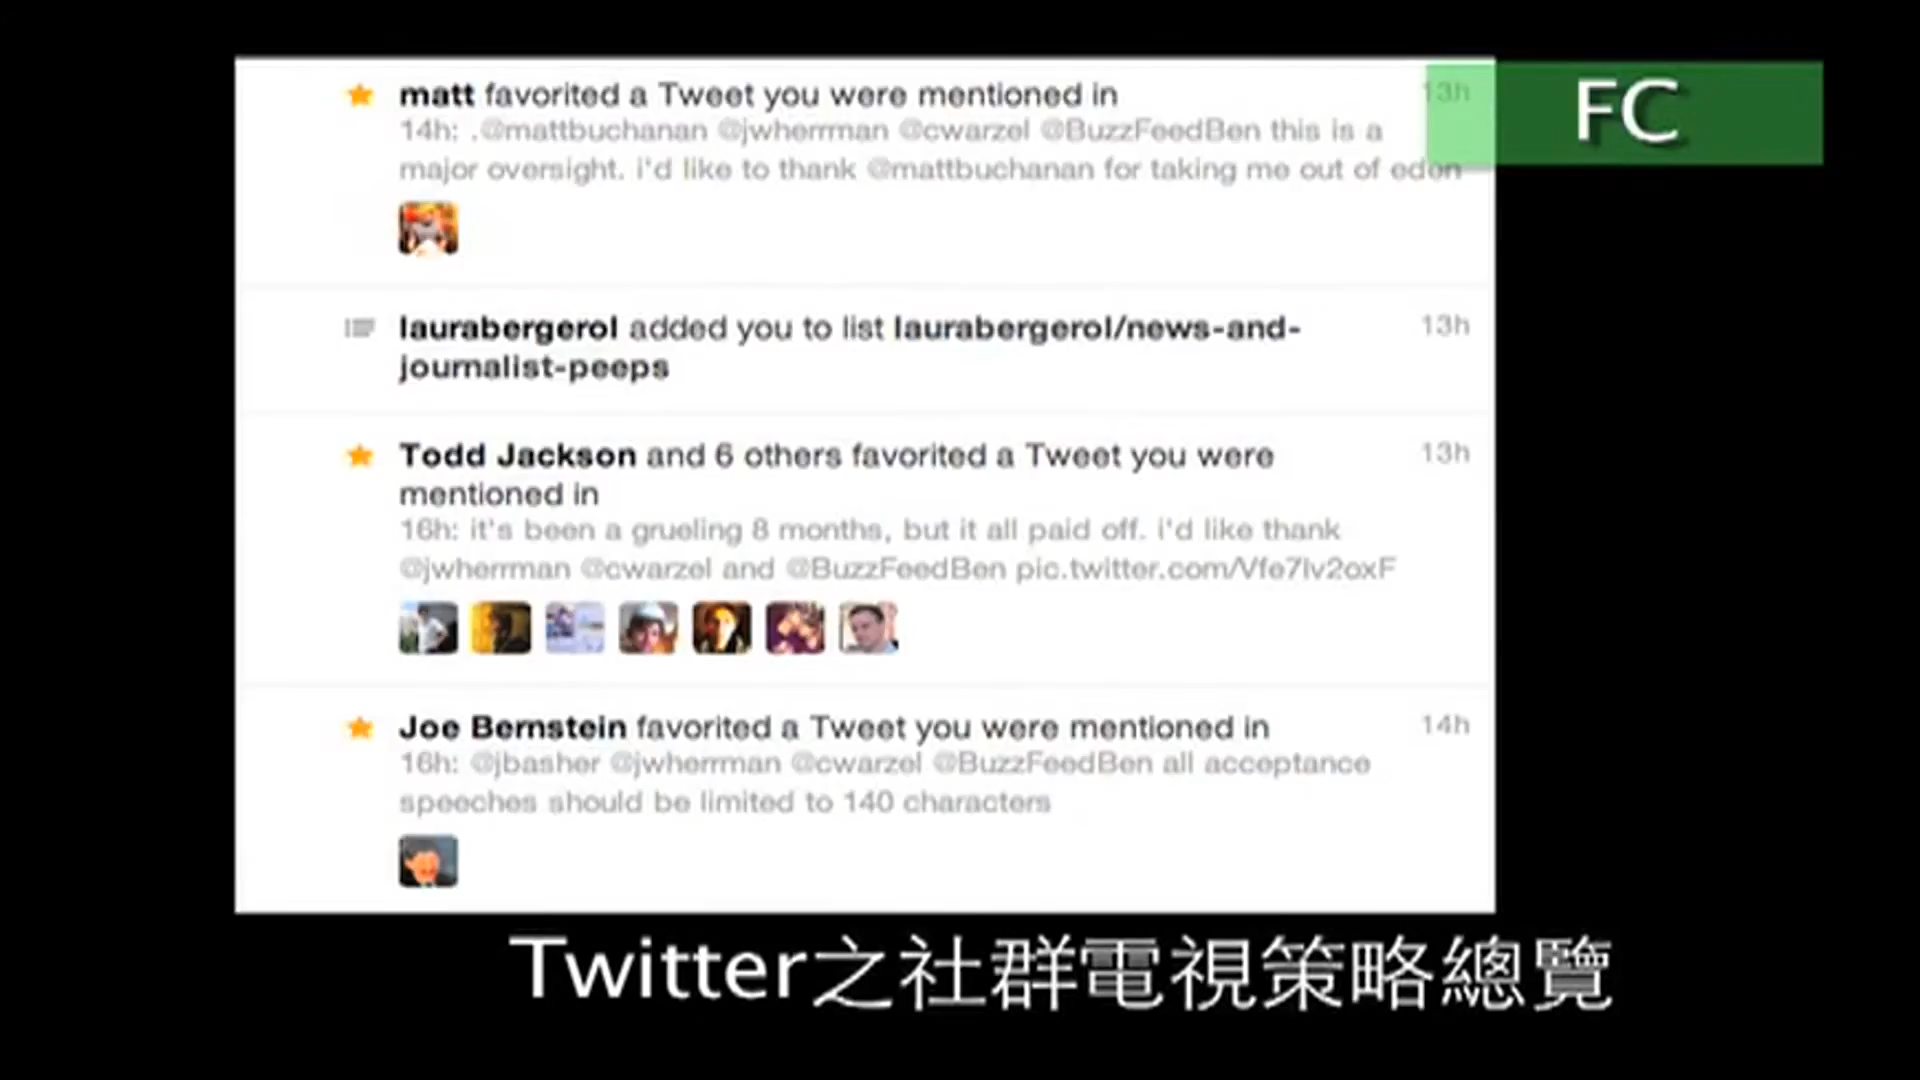 matt favorited a Tweet you were mentioned in
13h
FC
14h: .@mattbuchanan @jwherrman @cwarzel @BuzzFeedBen this is a
major oversight. i'd like to thank @mattbuchanan for taking me out of eden
laurabergerol added you to list laurabergerol/news-and-
13h
journalist-peeps
Todd Jackson and 6 others favorited a Tweet you were
13h
mentioned in
16h: it's been a grueling 8 months, but it all paid off. i'd like thank
@jwherrman @cwarzel and @BuzzFeedBen pic.twitter.com/Vfe7lv2oxF
Joe Bernstein favorited a Tweet you were mentioned in
14h
16h: @jbasher @jwherrman @cwarzel @BuzzFeedBen all acceptance
speeches should be limited to 140 characters
Twitter之社群電視策略總覽